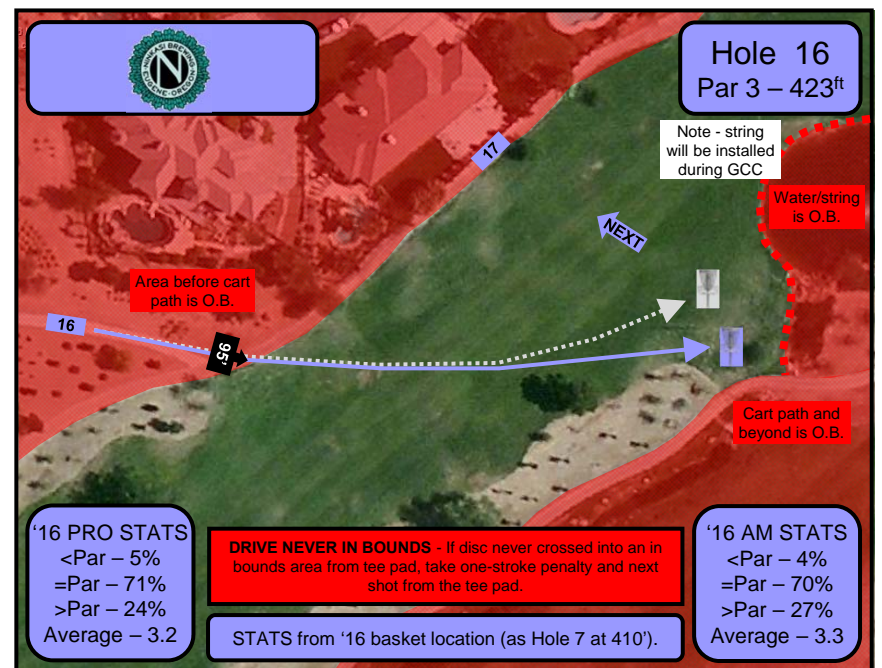 NINKASI BREWING
N
EUGENE·OREGON
Hole 16
Par 3 – 423ft
Note - string
will be installed
during GCC
17
Water/string
is O.B.
NEXT
Area before cart
path is O.B.
16
95'
Cart path and
beyond is O.B.
‘16 PRO STATS
<Par – 5%
=Par – 71%
>Par – 24%
Average – 3.2
DRIVE NEVER IN BOUNDS - If disc never crossed into an in
bounds area from tee pad, take one-stroke penalty and next
shot from the tee pad.
STATS from ‘16 basket location (as Hole 7 at 410’).
‘16 AM STATS
<Par – 4%
=Par – 70%
>Par – 27%
Average – 3.3